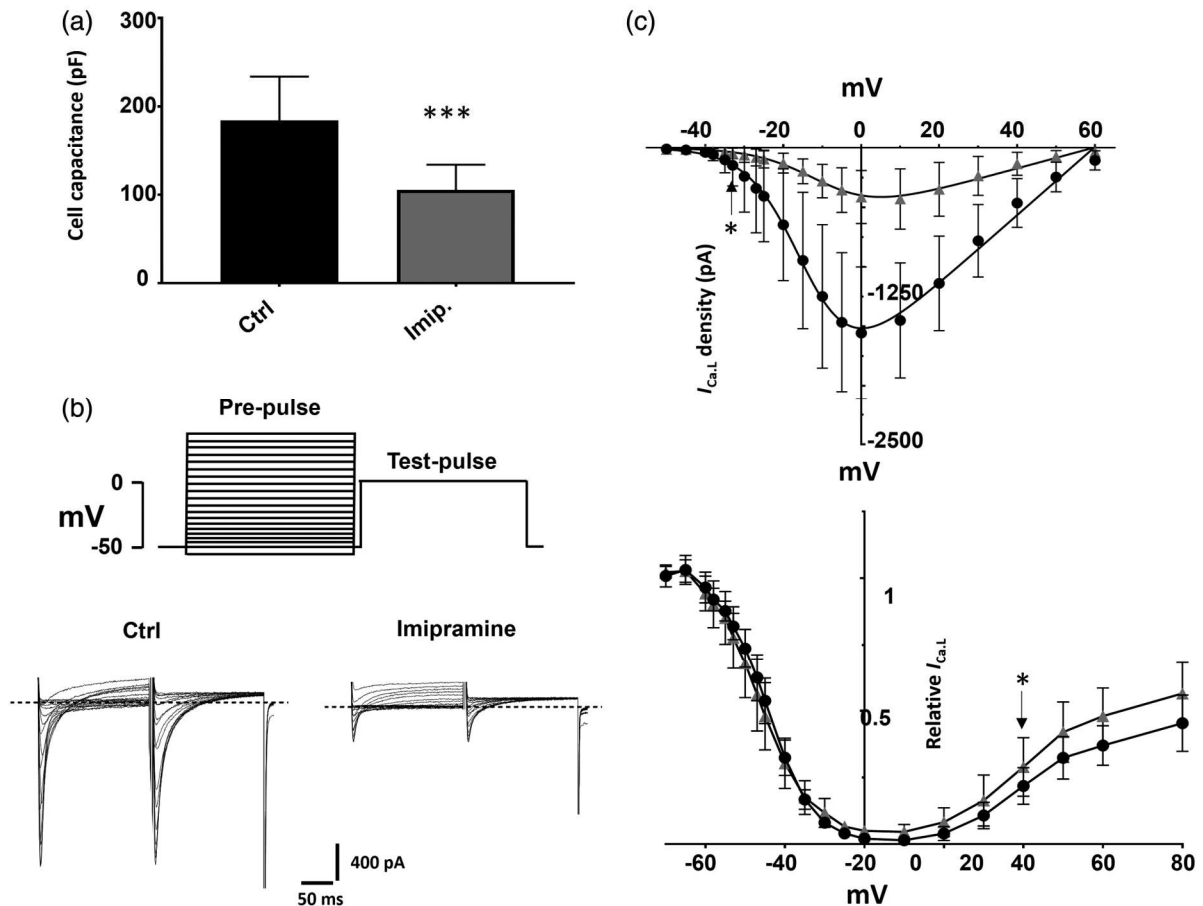 (a)
300
200
100
0
Cell capacitance (pF)
***
Ctrl
Imip.
(b)
Pre-pulse
Test-pulse
0
mV
-50
Ctrl
Imipramine
400 pA
50 ms
(c)
mV
-40 -20 0 20 40 60
*
I Ca.L density (pA)
-1250
-2500
mV
1
0.5
Relative I Ca.L
*
-60 -40 -20 0 20 40 60 80
mV